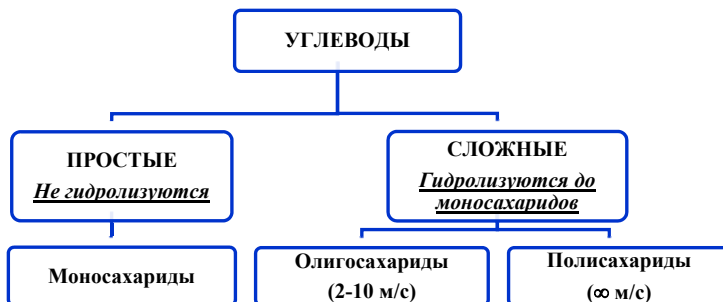 УГЛЕВОДЫ
ПРОСТЫЕ
Не гидролизуются
СЛОЖНЫЕ
Гидролизуются до
моносахаридов
Моносахариды
Олигосахариды
(2-10 м/с)
Полисахариды
(∞ м/с)